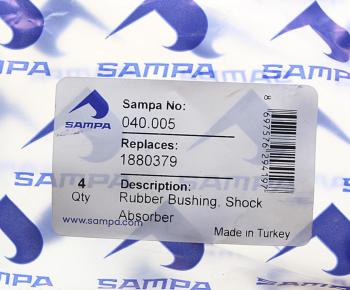 SAMPA
SAMPA
SAMPA
Sampa No:
040.005
Replaces:
1880379
4
Qty
Description:
Rubber Bushing, Shock
Absorber
www.sampa.com
Made in Turkey
SAMPA